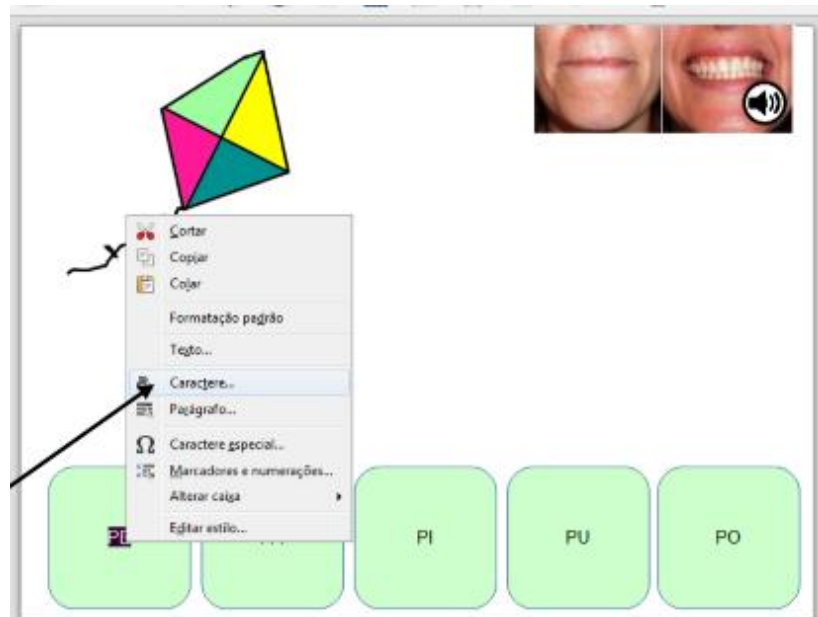 Cortar
Copiar
Colar
Formatação padrão
Texto...
Caractere...
Parágrafo...
Caractere especial...
Marcadores e numerações...
Alterar caixa
Editar estilo...
PI
PU
PO